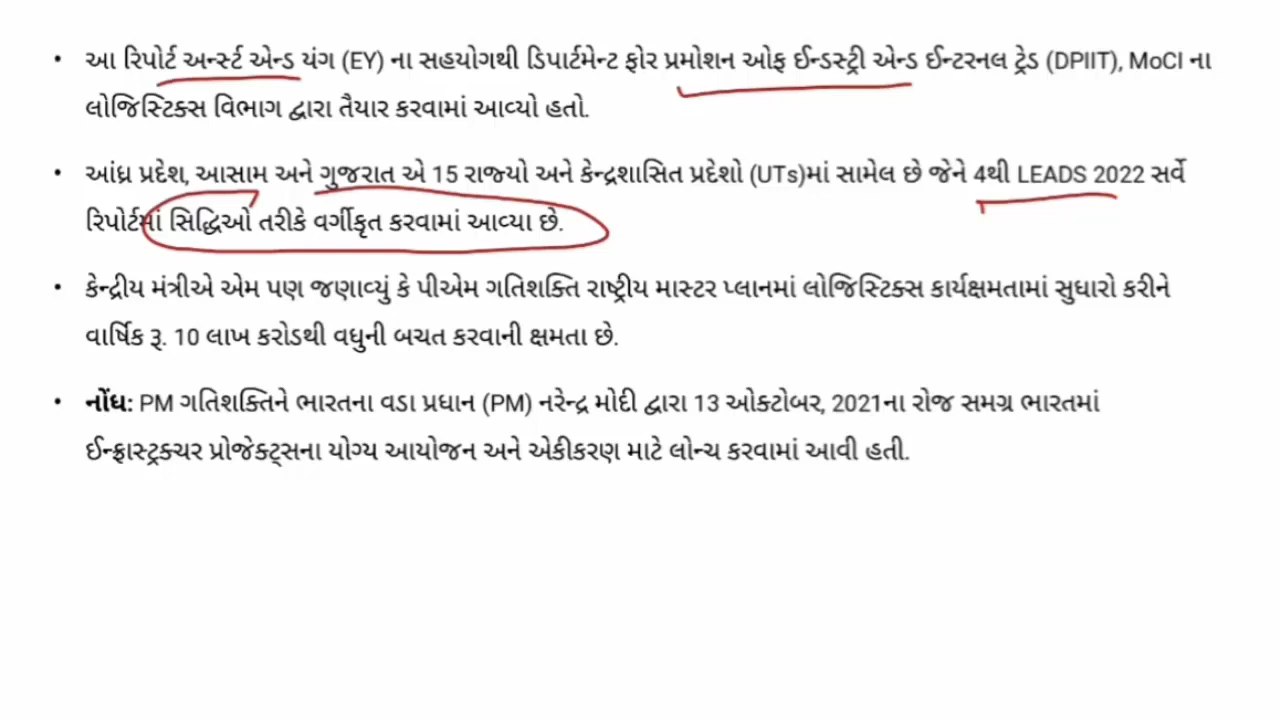 • આ રિપોર્ટ અર્ન્સ્ટ એન્ડ યંગ (EY) ના સહયોગથી ડિપાર્ટમેન્ટ ફોર પ્રમોશન ઓફ ઈન્ડસ્ટ્રી એન્ડ ઈન્ટરનલ ટ્રેડ (DPIIT), MoCI ના
લોજિસ્ટિક્સ વિભાગ દ્વારા તૈયાર કરવામાં આવ્યો હતો.
• આંધ્ર પ્રદેશ, આસામ અને ગુજરાત એ 15 રાજ્યો અને કેન્દ્રશાસિત પ્રદેશો (UTs)માં સામેલ છે જેને 4થી LEADS 2022 સર્વે
રિપોર્ટમાં સિદ્ધિઓ તરીકે વર્ગીકૃત કરવામાં આવ્યા છે.
• કેન્દ્રીય મંત્રીએ એમ પણ જણાવ્યું કે પીએમ ગતિશક્તિ રાષ્ટ્રીય માસ્ટર પ્લાનમાં લોજિસ્ટિક્સ કાર્યક્ષમતામાં સુધારો કરીને
વાર્ષિક રૂ. 10 લાખ કરોડથી વધુની બચત કરવાની ક્ષમતા છે.
• નોંધ: PM ગતિશક્તિને ભારતના વડા પ્રધાન (PM) નરેન્દ્ર મોદી દ્વારા 13 ઓક્ટોબર, 2021ના રોજ સમગ્ર ભારતમાં
ઈન્ફ્રાસ્ટ્રક્ચર પ્રોજેક્ટ્સના યોગ્ય આયોજન અને એકીકરણ માટે લોન્ચ કરવામાં આવી હતી.